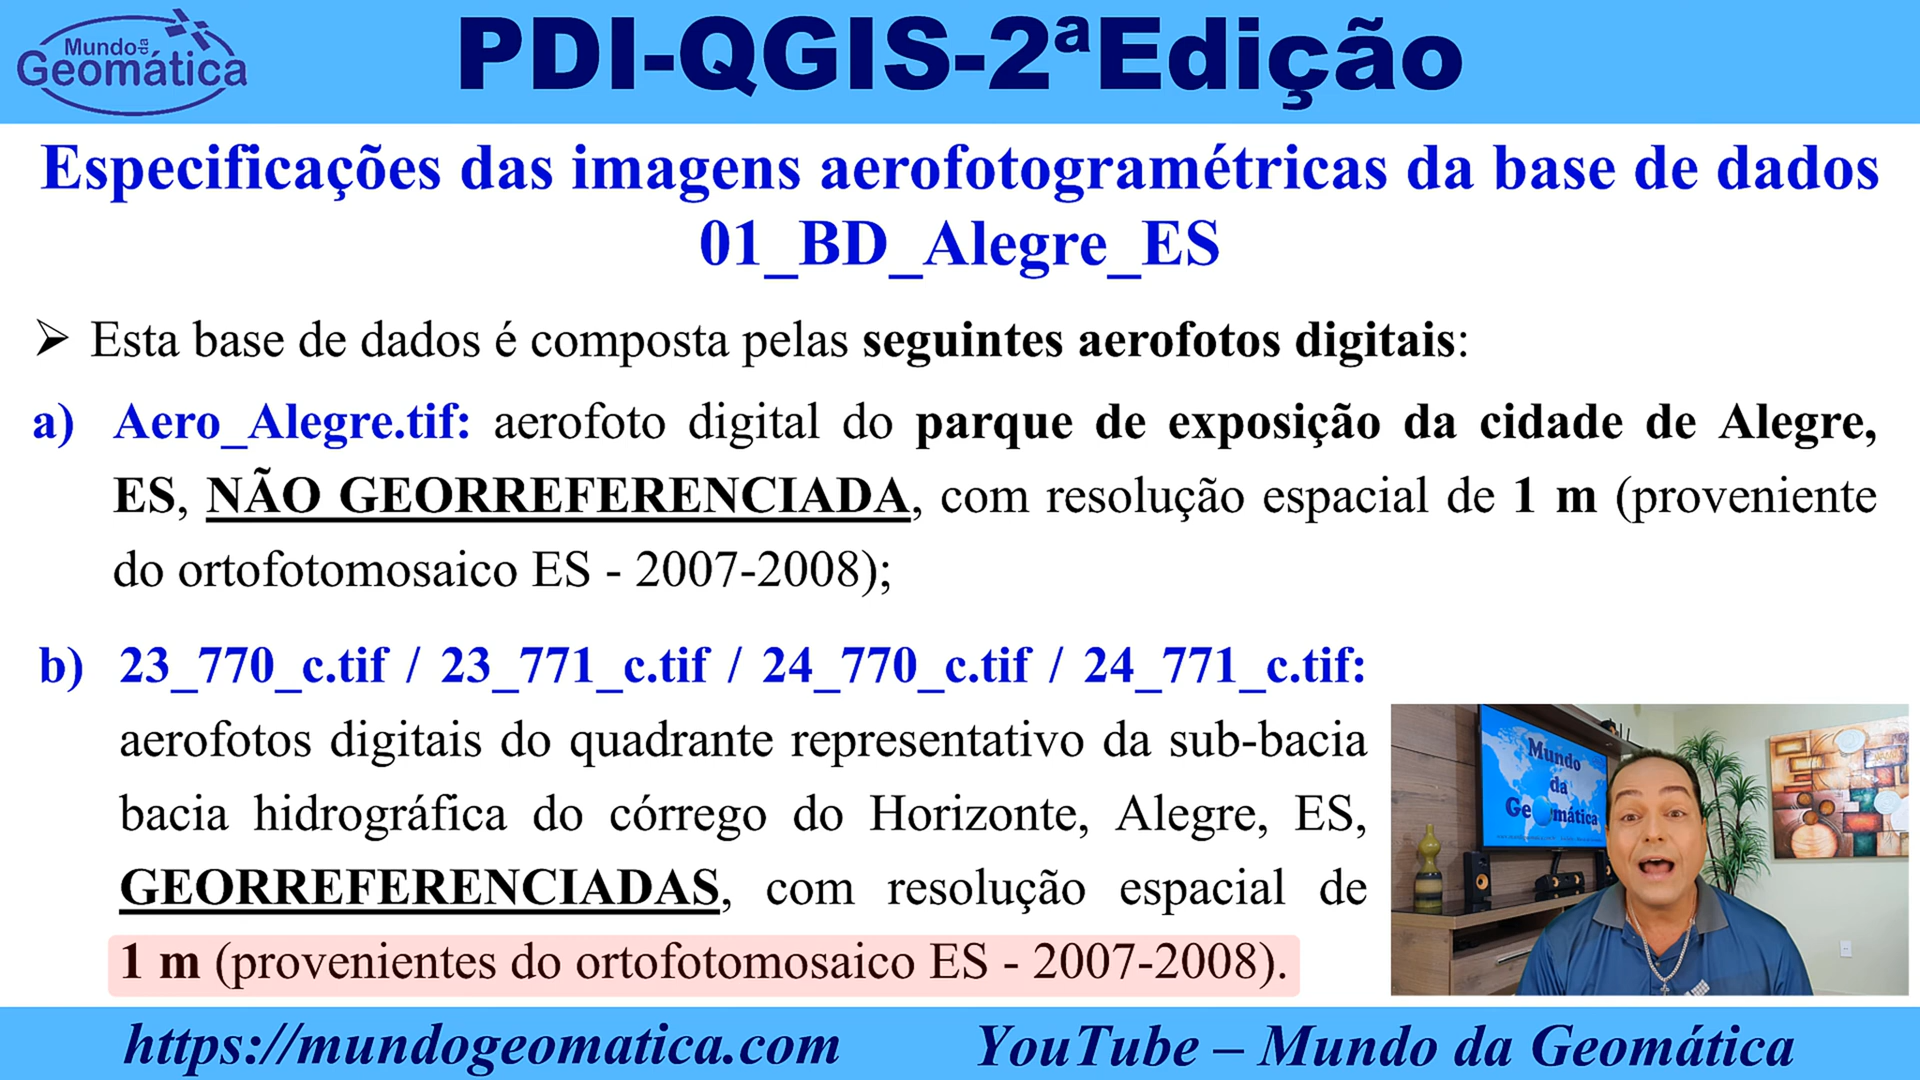 Mundo da
Geomática
PDI-QGIS-2ªEdição
Especificações das imagens aerofotogramétricas da base de dados
01_BD_Alegre_ES
➢ Esta base de dados é composta pelas seguintes aerofotos digitais:
a) Aero_Alegre.tif: aerofoto digital do parque de exposição da cidade de Alegre,
ES, NÃO GEORREFERENCIADA, com resolução espacial de 1 m (proveniente
do ortofotomosaico ES - 2007-2008);
b) 23_770_c.tif / 23_771_c.tif / 24_770_c.tif / 24_771_c.tif:
aerofotos digitais do quadrante representativo da sub-bacia
bacia hidrográfica do córrego do Horizonte, Alegre, ES,
GEORREFERENCIADAS, com resolução espacial de
1 m (provenientes do ortofotomosaico ES - 2007-2008).
Mundo
da
Geomática
https://mundogeomatica.com
YouTube – Mundo da Geomática